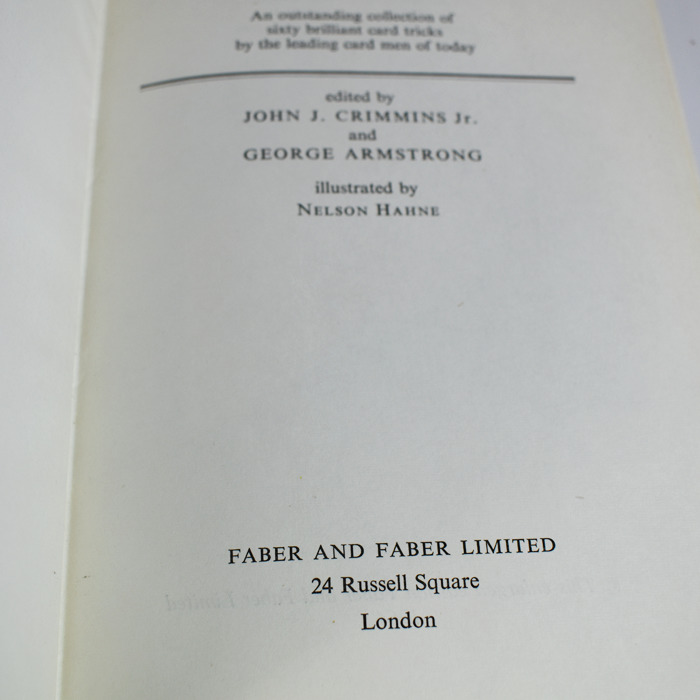 An outstanding collection of
sixty brilliant card tricks
by the leading card men of today
edited by
JOHN J. CRIMMINS Jr.
and
GEORGE ARMSTRONG
illustrated by
NELSON HAHNE
FABER AND FABER LIMITED
24 Russell Square
London